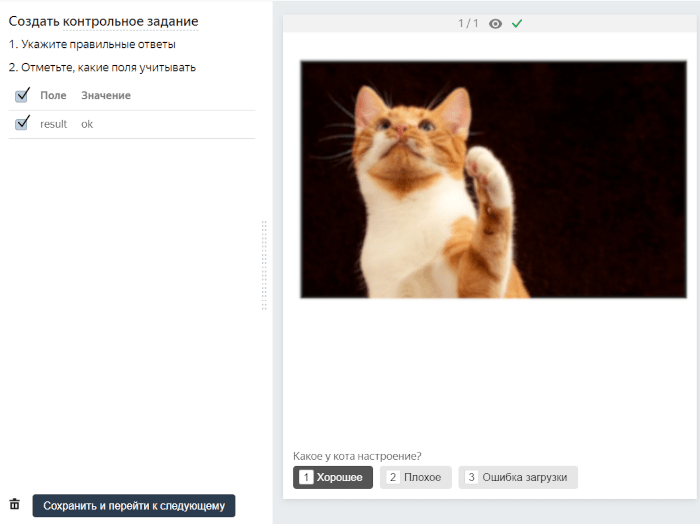 Создать контрольное задание
1. Укажите правильные ответы
2. Отметьте, какие поля учитывать
Поле Значение
result ok
Сохранить и перейти к следующему
1 / 1
Какое у кота настроение?
1 Хорошее 2 Плохое 3 Ошибка загрузки